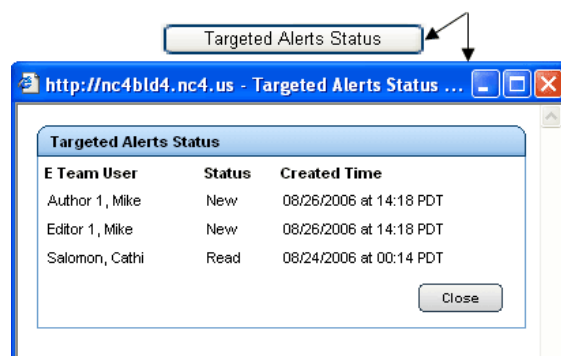 Targeted Alerts Status
http://nc4bld4.nc4.us - Targeted Alerts Status ...
Targeted Alerts Status
E Team User Status Created Time
Author 1, Mike New 08/26/2006 at 14:18 PDT
Editor 1, Mike New 08/26/2006 at 14:18 PDT
Salomon, Cathi Read 08/24/2006 at 00:14 PDT
Close